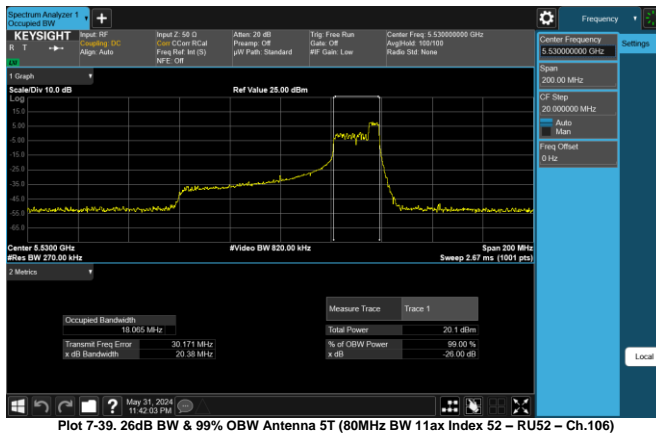 Spectrum Analyzer 1
Occupied BW
+
Frequency
KEYSIGHT
R T
Input: RF
Coupling: DC
Align: Auto
Input Z: 50 Ω
Corr CCorr RCal
Freq Ref: Int (S)
NFE: Off
Atten: 20 dB
Preamp: Off
µW Path: Standard
Trig: Free Run
Gate: Off
#IF Gain: Low
Center Freq: 5.530000000 GHz
Avg|Hold: 100/100
Radio Std: None
Center Frequency
5.530000000 GHz
Settings
Span
200.00 MHz
CF Step
20.000000 MHz
Auto
Man
Freq Offset
0 Hz
Local
1 Graph
Scale/Div 10.0 dB
Ref Value 25.00 dBm
Log
15.0
5.00
-5.00
-15.0
-25.0
-35.0
-45.0
-55.0
-65.0
Center 5.5300 GHz
#Video BW 820.00 kHz
Span 200 MHz
#Res BW 270.00 kHz
Sweep 2.67 ms (1001 pts)
2 Metrics
Measure Trace
Trace 1
Occupied Bandwidth
18.065 MHz
Total Power
20.1 dBm
Transmit Freq Error
30.171 MHz
% of OBW Power
99.00 %
x dB Bandwidth
20.38 MHz
x dB
-26.00 dB
?
May 31, 2024
11:42:03 PM
Plot 7-39. 26dB BW & 99% OBW Antenna 5T (80MHz BW 11ax Index 52 – RU52 – Ch.106)